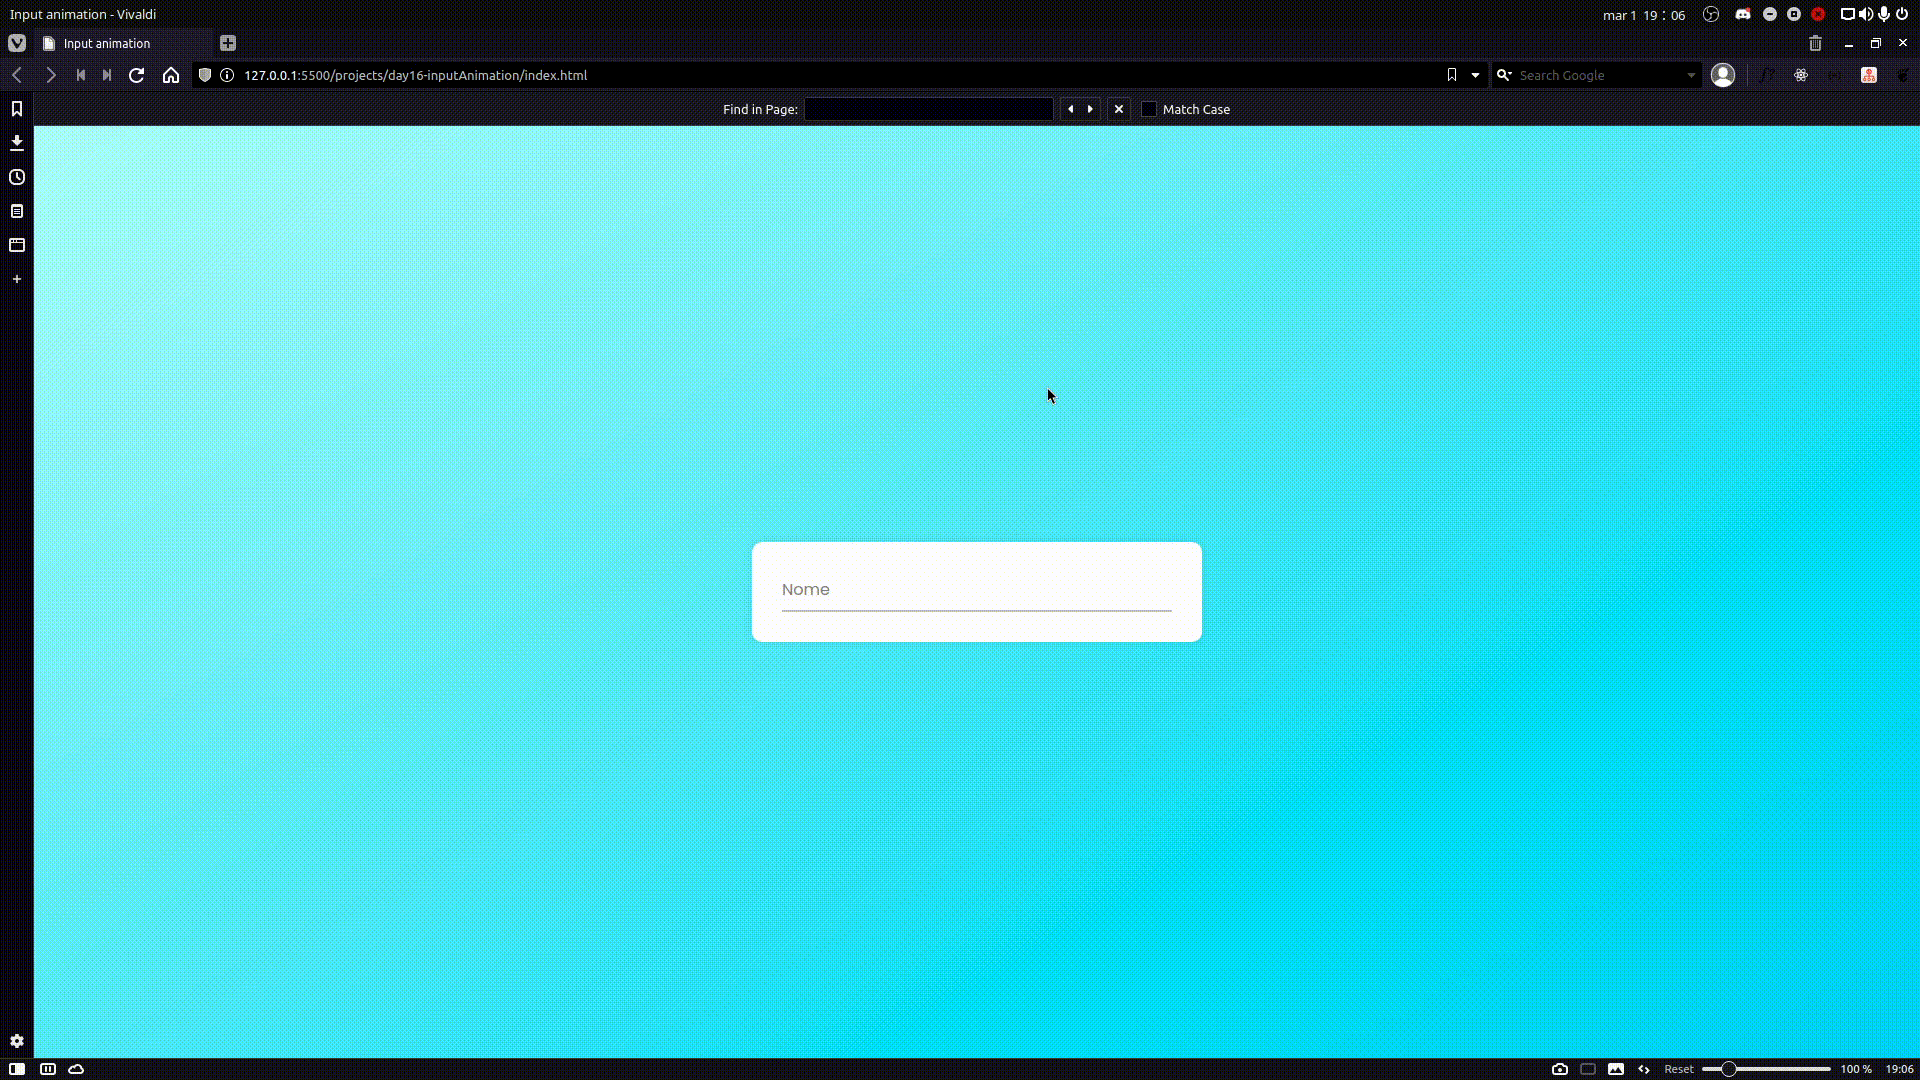 Input animation - Vivaldi
mar 1 19 : 06
Input animation
127.0.0.1:5500/projects/day16-inputAnimation/index.html
Search Google
Find in Page:
Match Case
Nome
Reset
100 %
19:06